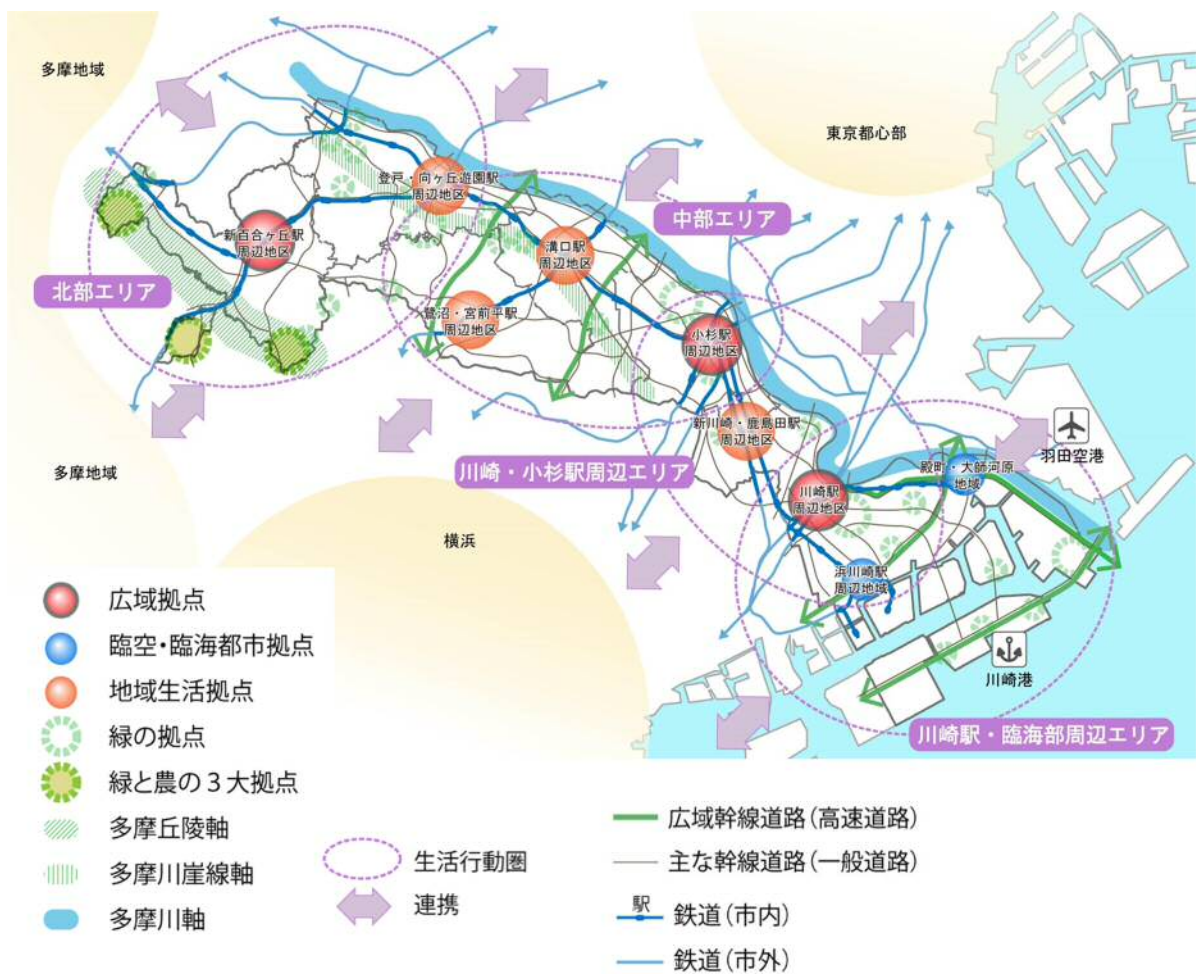 多摩地域
東京都心部
登戸・向ヶ丘遊園駅
周辺地区
中部エリア
新百合ヶ丘駅
周辺地区
溝口駅
周辺地区
北部エリア
鷺沼・宮前平駅
周辺地区
小杉駅
周辺地区
新川崎・鹿島田駅
周辺地区
羽田空港
川崎・小杉駅周辺エリア
多摩地域
殿町・大師河原
地域
川崎駅
周辺地区
横浜
浜川崎駅
周辺地域
川崎港
川崎駅・臨海部周辺エリア
広域拠点
臨空・臨海都市拠点
地域生活拠点
緑の拠点
緑と農の3大拠点
多摩丘陵軸
多摩川崖線軸
多摩川軸
生活行動圏
連携
広域幹線道路(高速道路)
主な幹線道路(一般道路)
駅
鉄道(市内)
鉄道(市外)